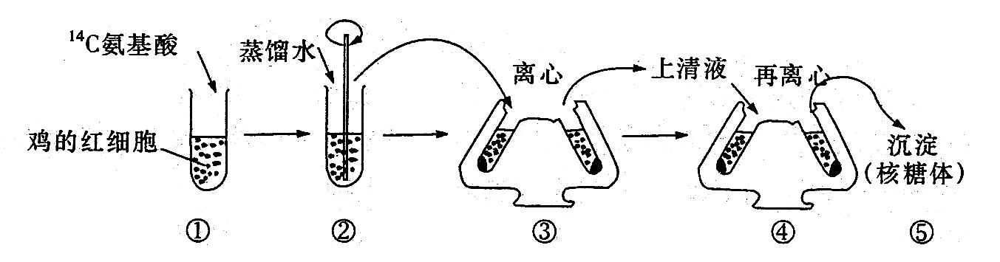 ¹⁴C氨基酸
鸡的红细胞
蒸馏水
离心
上清液
再离心
沉淀
(核糖体)
① ② ③ ④ ⑤